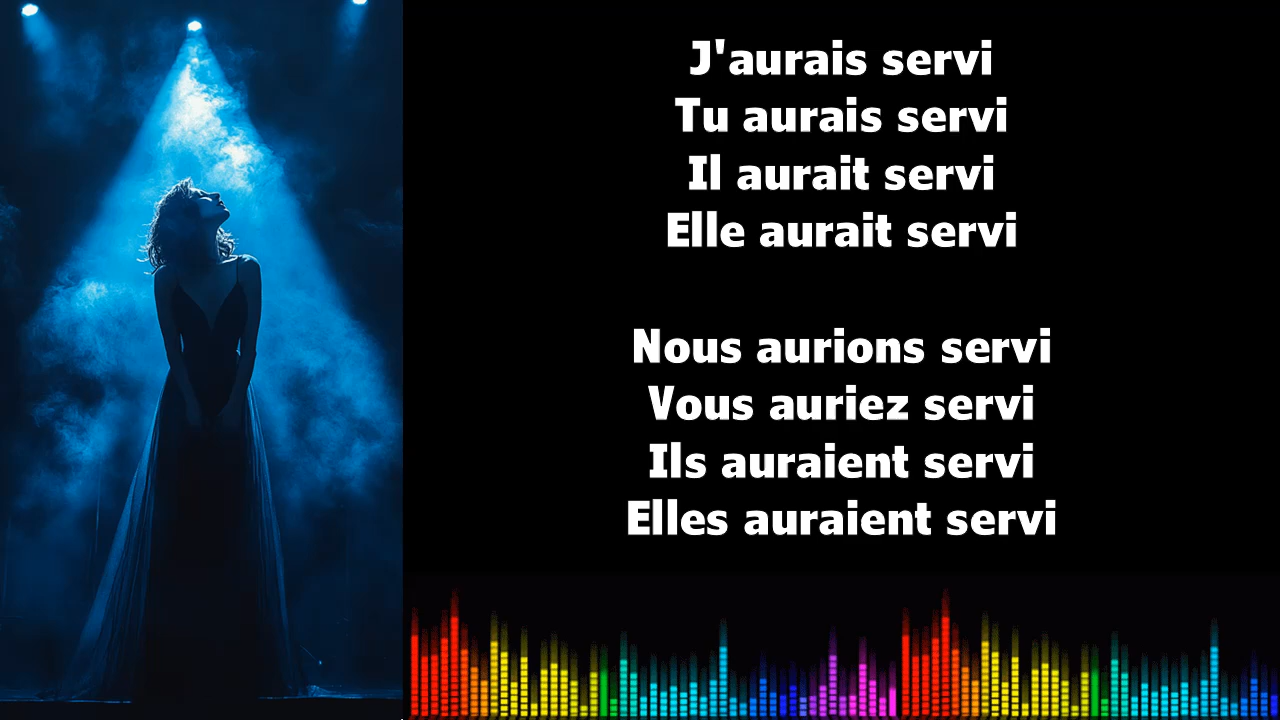 J'aurais servi
Tu aurais servi
Il aurait servi
Elle aurait servi
Nous aurions servi
Vous auriez servi
Ils auraient servi
Elles auraient servi